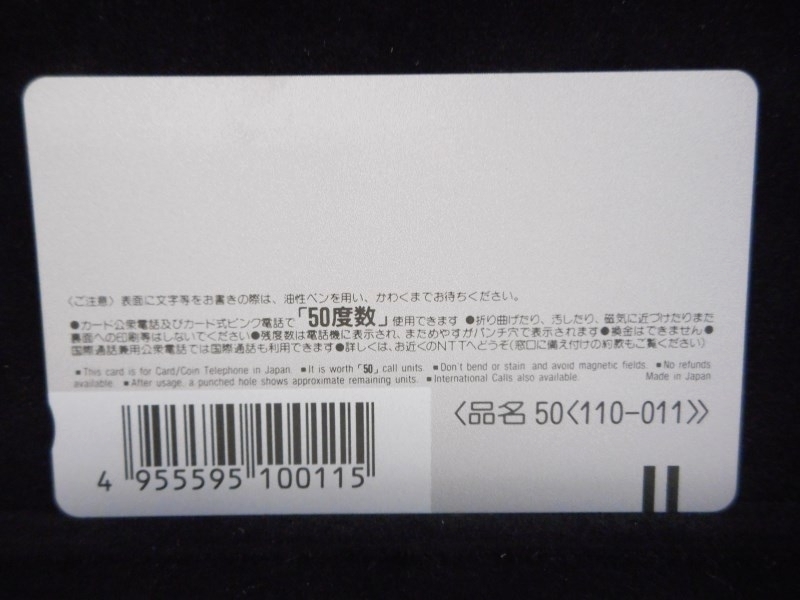 〈ご注意〉表面に文字等をお書きの際は、油性ペンを用い、かわくまでお待ちください。
●カード公衆電話及びカード式ピンク電話で「50度数」使用できます ●折り曲げたり、汚したり、磁気に近づけたりまた
裏面への印刷等はしないでください●残度数は電話機に表示され、まためやすがパンチ穴で表示されます●換金はできません●
国際通話兼用公衆電話では国際通話も利用できます●詳しくは、お近くのNTTへどうぞ(窓口に備え付けの約款もご覧ください)
■This card is for Card/Coin Telephone in Japan. ■It is worth「50」call units ■Don't bend or stain and avoid magnetic fields. ■No refunds
available. ■After usage, a punched hole shows approximate remaining units. ■International Calls also available. Made in Japan
〈品名 50〈110-011〉〉
4 955595 100115